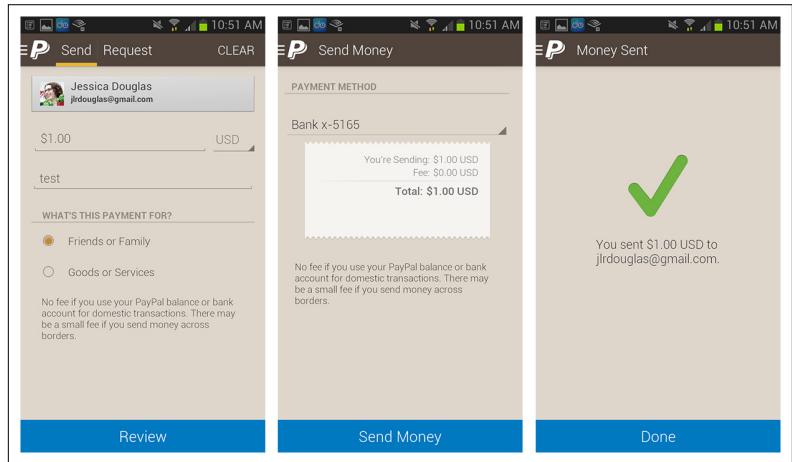 10:51 AM
Send Request CLEAR
Jessica Douglas
jlrdouglas@gmail.com
$1.00 USD
test
WHAT'S THIS PAYMENT FOR?
Friends or Family
Goods or Services
No fee if you use your PayPal balance or bank
account for domestic transactions. There may
be a small fee if you send money across
borders.
Review
10:51 AM
Send Money
PAYMENT METHOD
Bank x-5165
You're Sending: $1.00 USD
Fee: $0.00 USD
Total: $1.00 USD
No fee if you use your PayPal balance or bank
account for domestic transactions. There may
be a small fee if you send money across
borders.
Send Money
10:51 AM
Money Sent
You sent $1.00 USD to
jlrdouglas@gmail.com.
Done